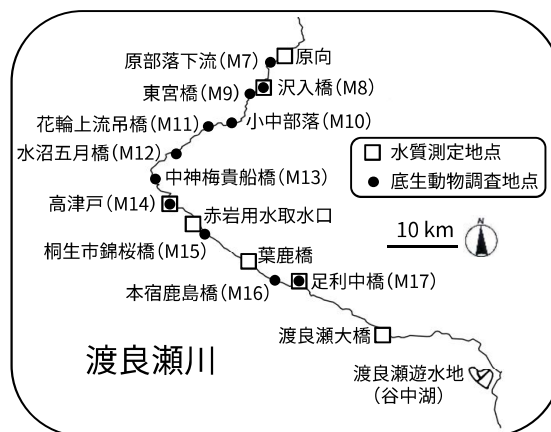 原部落下流(M7)
原向
東宮橋(M9)
沢入橋(M8)
花輪上流吊橋(M11)
小中部落(M10)
水沼五月橋(M12)
中神梅貴船橋(M13)
水質測定地点
底生動物調査地点
高津戸(M14)
赤岩用水取水口
10 km
N
桐生市錦桜橋(M15)
葉鹿橋
本宿鹿島橋(M16)
足利中橋(M17)
渡良瀬大橋
渡良瀬川
渡良瀬遊水地
(谷中湖)